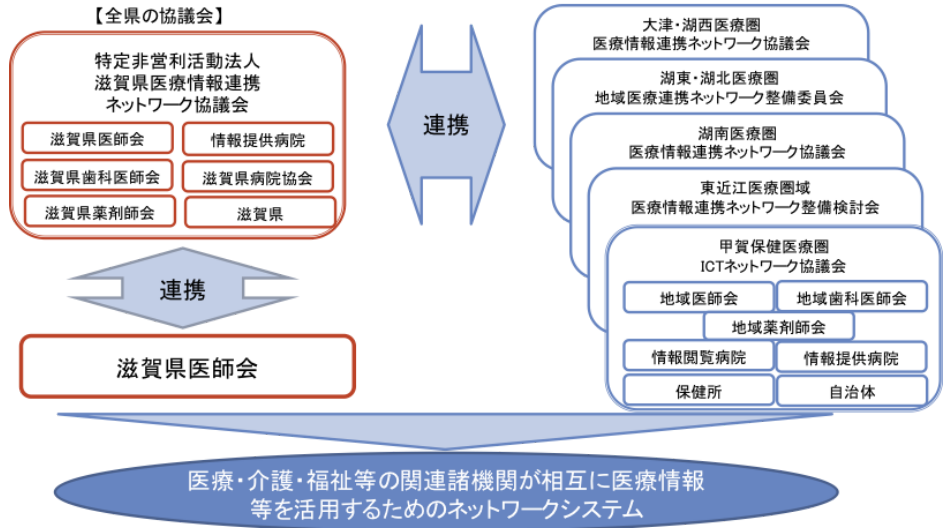 【全県の協議会】
特定非営利活動法人
滋賀県医療情報連携
ネットワーク協議会
滋賀県医師会
情報提供病院
滋賀県歯科医師会
滋賀県病院協会
滋賀県薬剤師会
滋賀県
連携
滋賀県医師会
連携
大津・湖西医療圏
医療情報連携ネットワーク協議会
湖東・湖北医療圏
地域医療連携ネットワーク整備委員会
湖南医療圏
医療情報連携ネットワーク協議会
東近江医療圏域
医療情報連携ネットワーク整備検討会
甲賀保健医療圏
ICTネットワーク協議会
地域医師会
地域歯科医師会
地域薬剤師会
情報閲覧病院
情報提供病院
保健所
自治体
医療・介護・福祉等の関連諸機関が相互に医療情報
等を活用するためのネットワークシステム